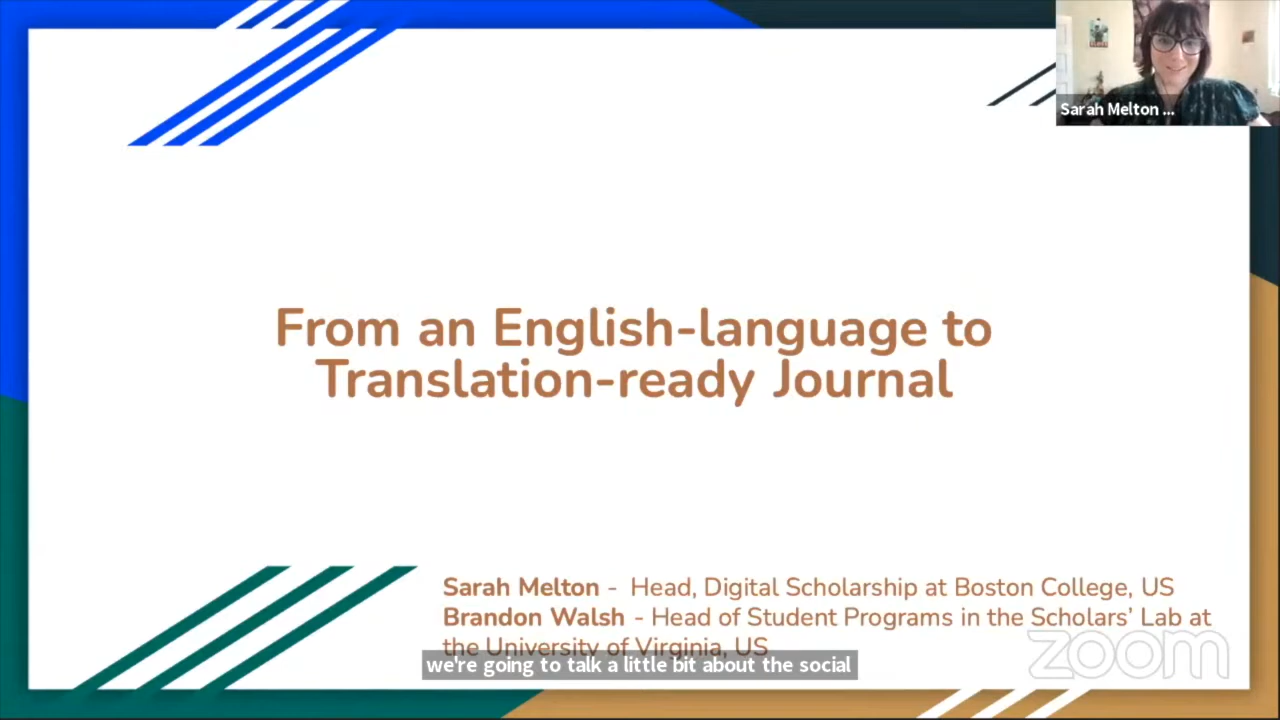 Sarah Melton ...
From an English-language to
Translation-ready Journal
Sarah Melton - Head, Digital Scholarship at Boston College, US
Brandon Walsh - Head of Student Programs in the Scholars’ Lab at
the University of Virginia, US
we're going to talk a little bit about the social
zoom